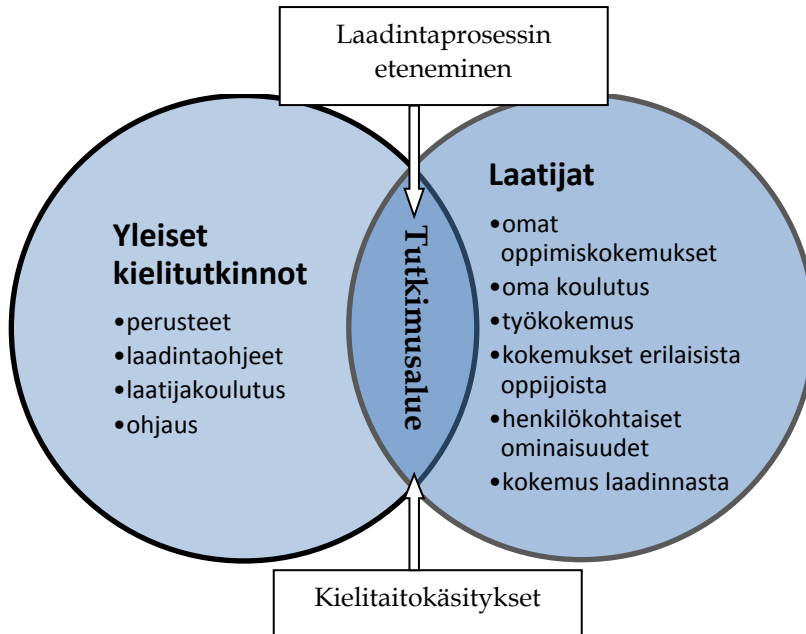 Laadintaprosessin
eteneminen
Yleiset
kielitutkinnot
•perusteet
•laadintaohjeet
•laatijakoulutus
•ohjaus
Tutkimusalue
Laatijat
•omat
oppimiskokemukset
•oma koulutus
•työkokemus
•kokemukset erilaisista
oppijoista
•henkilökohtaiset
ominaisuudet
•kokemus laadinnasta
Kielitaitokäsitykset